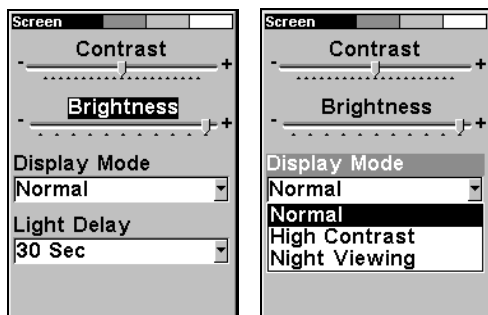 Screen
Contrast
- +
Brightness
- +
Display Mode
Normal
Light Delay
30 Sec
Screen
Contrast
- +
Brightness
- +
Display Mode
Normal
Normal
High Contrast
Night Viewing